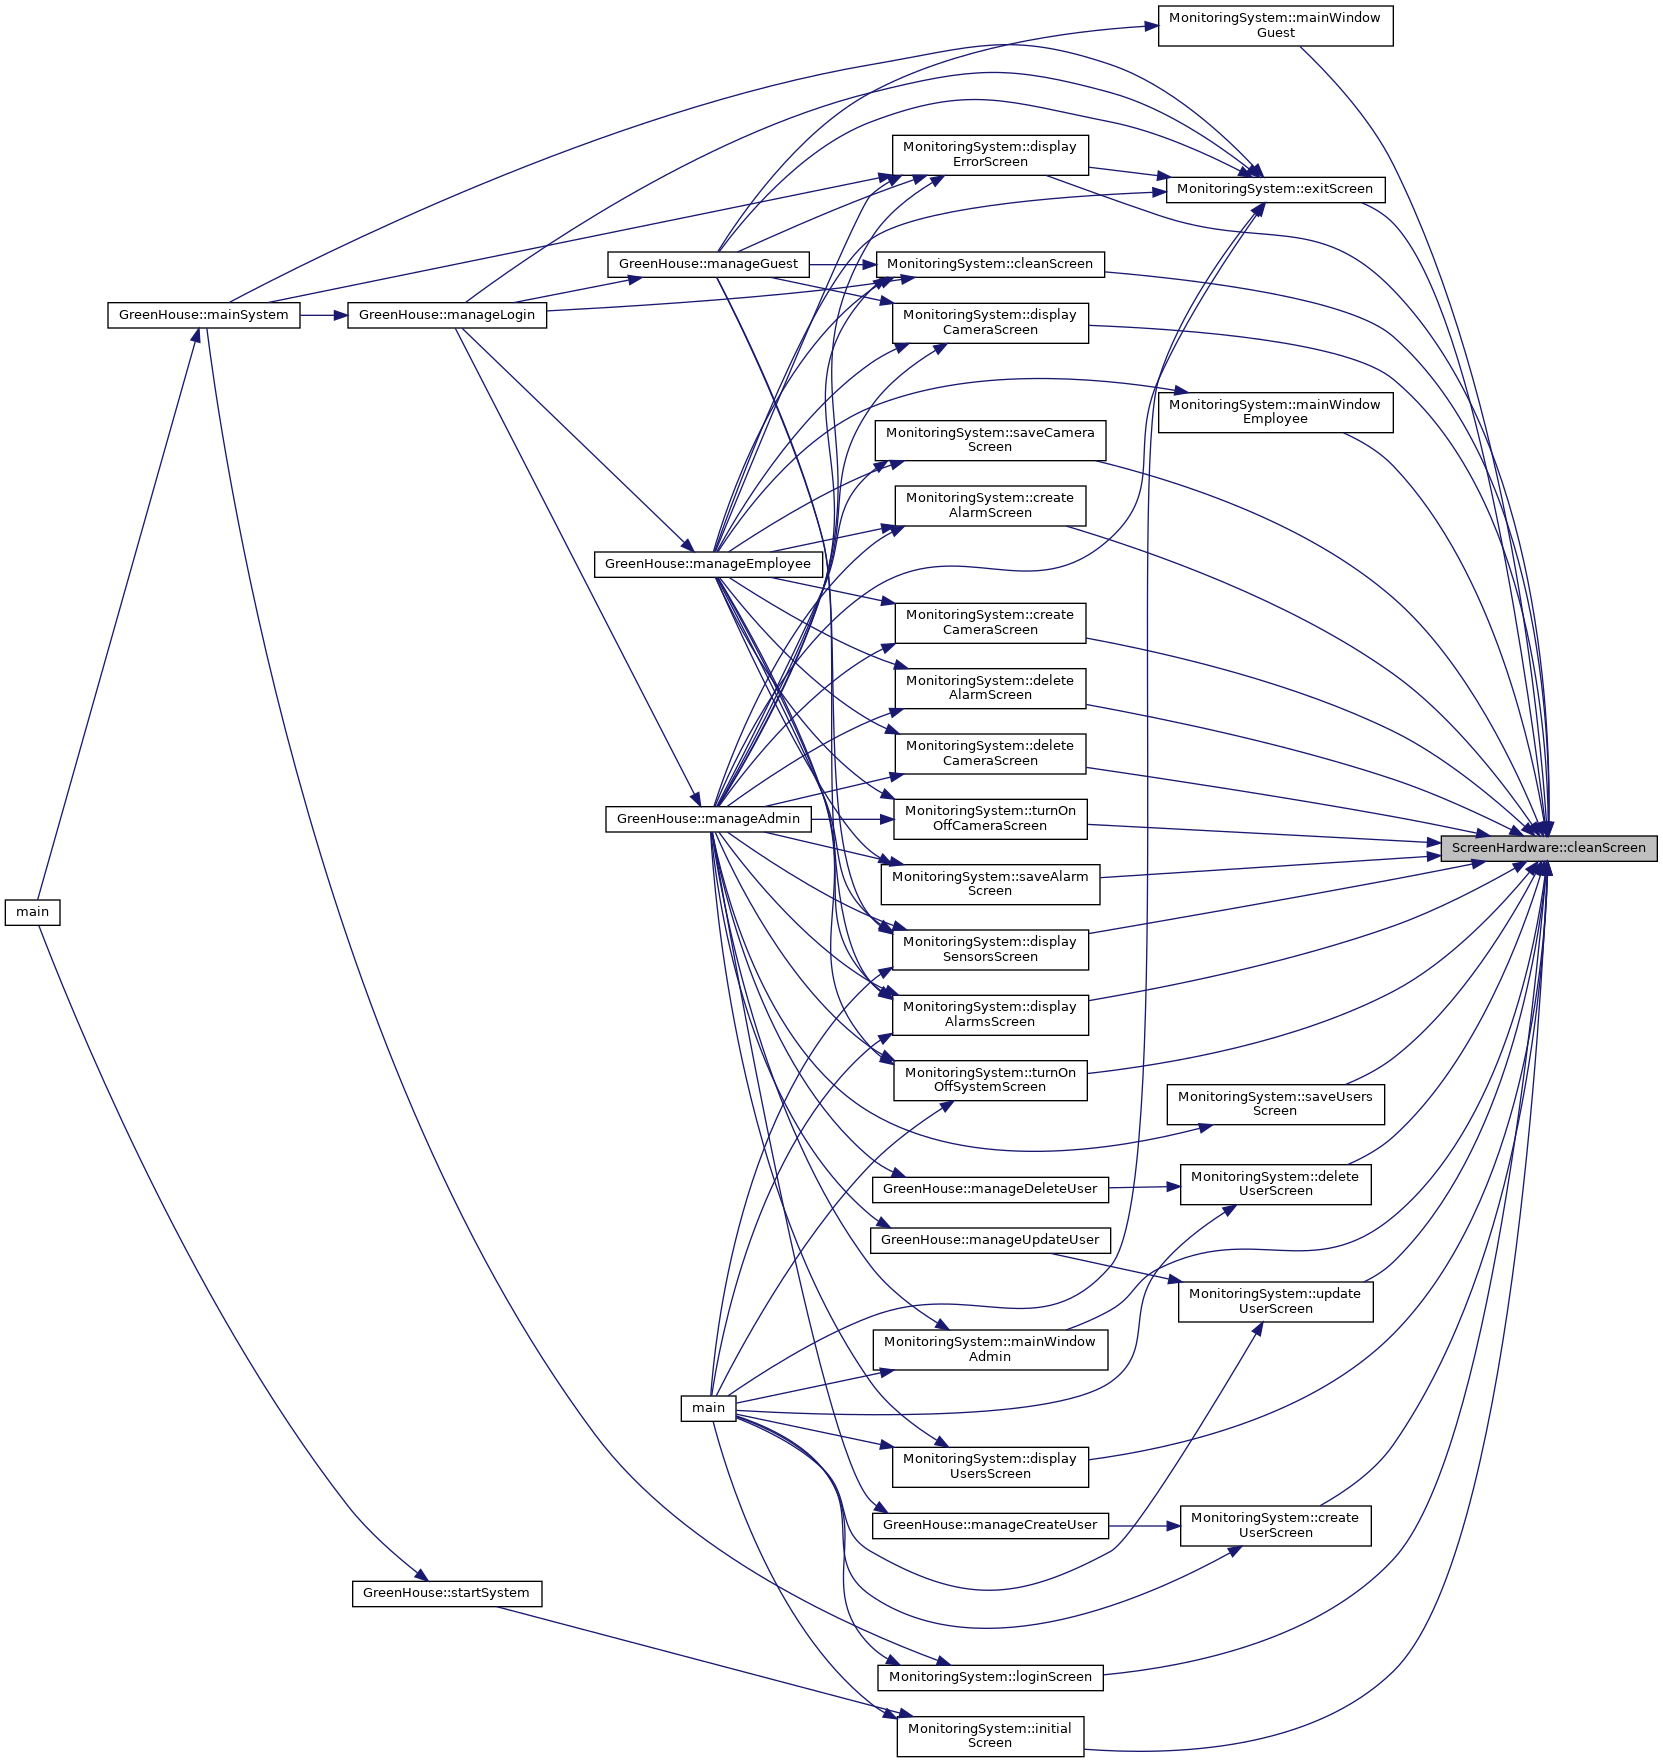 MonitoringSystem::mainWindow
Guest
MonitoringSystem::display
ErrorScreen
MonitoringSystem::exitScreen
GreenHouse::manageGuest
MonitoringSystem::cleanScreen
GreenHouse::mainSystem
GreenHouse::manageLogin
MonitoringSystem::display
CameraScreen
MonitoringSystem::mainWindow
Employee
MonitoringSystem::saveCamera
Screen
MonitoringSystem::create
AlarmScreen
GreenHouse::manageEmployee
MonitoringSystem::create
CameraScreen
MonitoringSystem::delete
AlarmScreen
MonitoringSystem::delete
CameraScreen
GreenHouse::manageAdmin
MonitoringSystem::turnOn
OffCameraScreen
ScreenHardware::cleanScreen
MonitoringSystem::saveAlarm
Screen
main
MonitoringSystem::display
SensorsScreen
MonitoringSystem::display
AlarmsScreen
MonitoringSystem::turnOn
OffSystemScreen
MonitoringSystem::saveUsers
Screen
MonitoringSystem::delete
UserScreen
GreenHouse::manageDeleteUser
GreenHouse::manageUpdateUser
MonitoringSystem::update
UserScreen
MonitoringSystem::mainWindow
Admin
main
MonitoringSystem::display
UsersScreen
GreenHouse::manageCreateUser
MonitoringSystem::create
UserScreen
GreenHouse::startSystem
MonitoringSystem::loginScreen
MonitoringSystem::initial
Screen